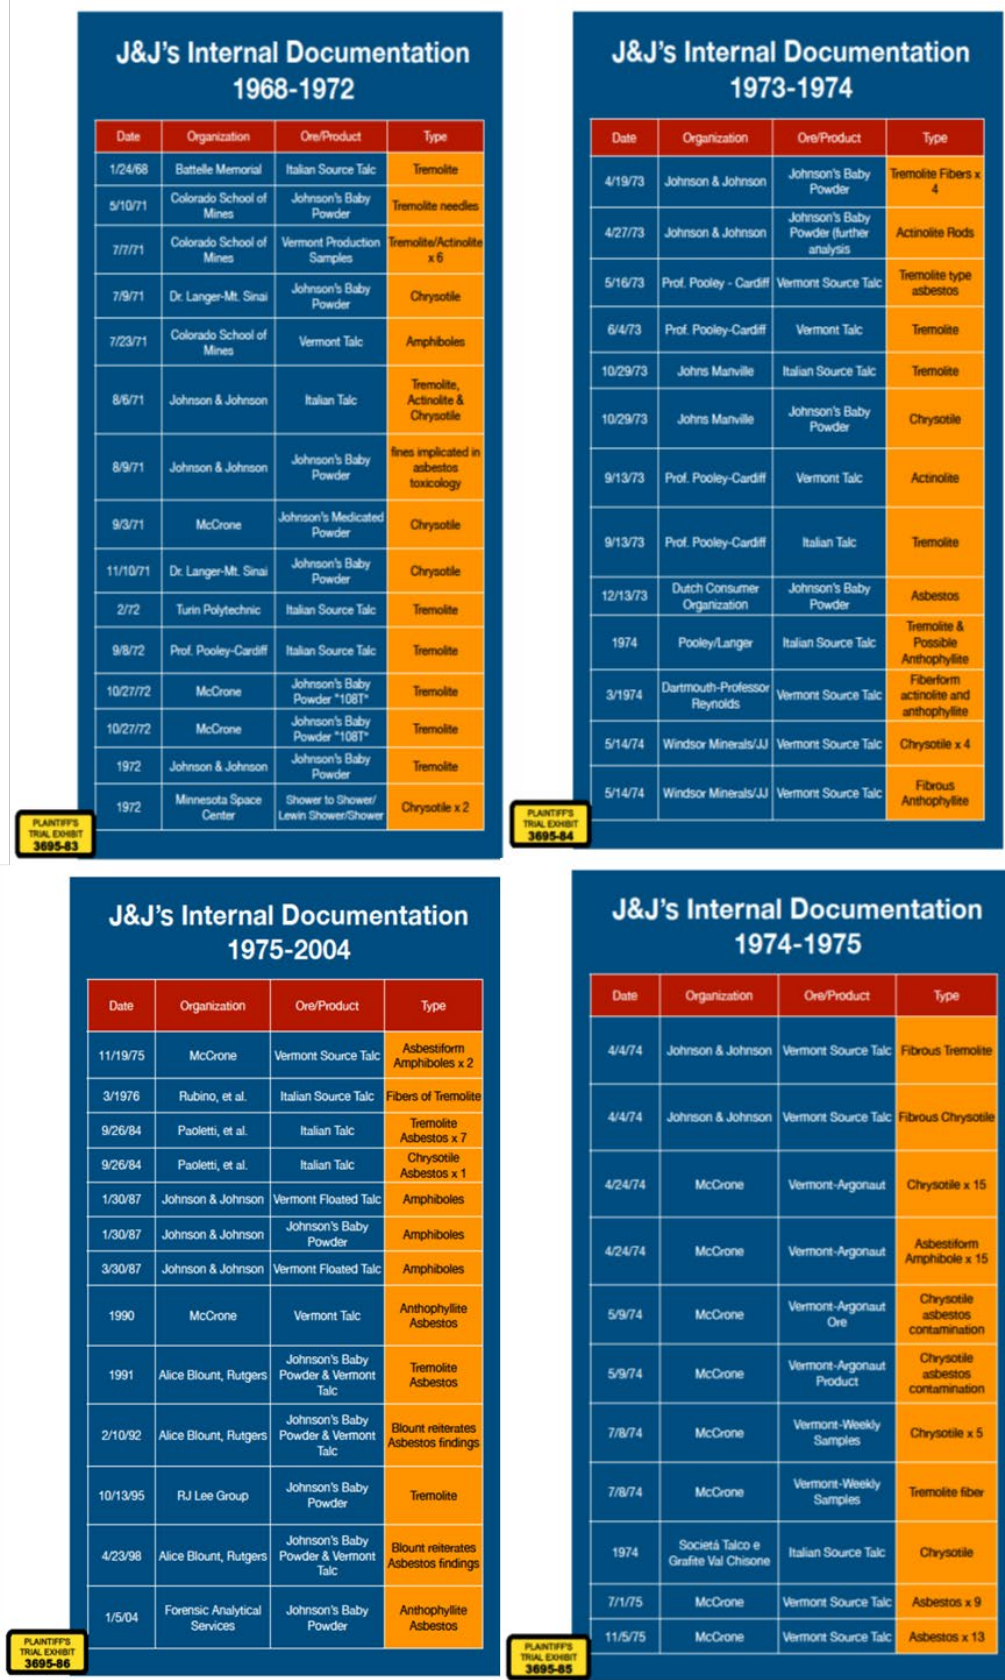 J&J's Internal Documentation
1968-1972
Date Organization Ore/Product Type
1/24/68 Battelle Memorial Italian Source Talc Tremolite
5/10/71 Colorado School of Mines Johnson's Baby Powder Tremolite needles
7/7/71 Colorado School of Mines Vermont Production Samples Tremolite/Actinolite x 6
7/9/71 Dr. Langer-Mt. Sinai Johnson's Baby Powder Chrysotile
7/23/71 Colorado School of Mines Vermont Talc Amphiboles
8/6/71 Johnson & Johnson Italian Talc Tremolite, Actinolite & Chrysotile
8/9/71 Johnson & Johnson Johnson's Baby Powder fines implicated in asbestos toxicology
9/3/71 McCrone Johnson's Medicated Powder Chrysotile
11/10/71 Dr. Langer-Mt. Sinai Johnson's Baby Powder Chrysotile
2/72 Turin Polytechnic Italian Source Talc Tremolite
9/8/72 Prof. Pooley-Cardiff Italian Source Talc Tremolite
10/27/72 McCrone Johnson's Baby Powder "108T" Tremolite
10/27/72 McCrone Johnson's Baby Powder "108T" Tremolite
1972 Johnson & Johnson Johnson's Baby Powder Tremolite
1972 Minnesota Space Center Shower to Shower/ Lewin Shower/Shower Chrysotile x 2
PLAINTIFF'S
TRIAL EXHIBIT
3695-83
J&J's Internal Documentation
1973-1974
Date Organization Ore/Product Type
4/19/73 Johnson & Johnson Johnson's Baby Powder Tremolite Fibers x 4
4/27/73 Johnson & Johnson Johnson's Baby Powder (further analysis Actinolite Rods
5/16/73 Prof. Pooley - Cardiff Vermont Source Talc Tremolite type asbestos
6/4/73 Prof. Pooley-Cardiff Vermont Talc Tremolite
10/29/73 Johns Manville Italian Source Talc Tremolite
10/29/73 Johns Manville Johnson's Baby Powder Chrysotile
9/13/73 Prof. Pooley-Cardiff Vermont Talc Actinolite
9/13/73 Prof. Pooley-Cardiff Italian Talc Tremolite
12/13/73 Dutch Consumer Organization Johnson's Baby Powder Asbestos
1974 Pooley/Langer Italian Source Talc Tremolite & Possible Anthophyllite
3/1974 Dartmouth-Professor Reynolds Vermont Source Talc Fiberform actinolite and anthophyllite
5/14/74 Windsor Minerals/JJ Vermont Source Talc Chrysotile x 4
5/14/74 Windsor Minerals/JJ Vermont Source Talc Fibrous Anthophyllite
PLAINTIFF'S
TRIAL EXHIBIT
3695-84
J&J's Internal Documentation
1975-2004
Date Organization Ore/Product Type
11/19/75 McCrone Vermont Source Talc Asbestiform Amphiboles x 2
3/1976 Rubino, et al. Italian Source Talc Fibers of Tremolite
9/26/84 Paoletti, et al. Italian Talc Tremolite Asbestos x 7
9/26/84 Paoletti, et al. Italian Talc Chrysotile Asbestos x 1
1/30/87 Johnson & Johnson Vermont Floated Talc Amphiboles
1/30/87 Johnson & Johnson Johnson's Baby Powder Amphiboles
3/30/87 Johnson & Johnson Vermont Floated Talc Amphiboles
1990 McCrone Vermont Talc Anthophyllite Asbestos
1991 Alice Blount, Rutgers Johnson's Baby Powder & Vermont Talc Tremolite Asbestos
2/10/92 Alice Blount, Rutgers Johnson's Baby Powder & Vermont Talc Blount reiterates Asbestos findings
10/13/95 RJ Lee Group Johnson's Baby Powder Tremolite
4/23/98 Alice Blount, Rutgers Johnson's Baby Powder & Vermont Talc Blount reiterates Asbestos findings
1/5/04 Forensic Analytical Services Johnson's Baby Powder Anthophyllite Asbestos
PLAINTIFF'S
TRIAL EXHIBIT
3695-86
J&J's Internal Documentation
1974-1975
Date Organization Ore/Product Type
4/4/74 Johnson & Johnson Vermont Source Talc Fibrous Tremolite
4/4/74 Johnson & Johnson Vermont Source Talc Fibrous Chrysotile
4/24/74 McCrone Vermont-Argonaut Chrysotile x 15
4/24/74 McCrone Vermont-Argonaut Asbestiform Amphibole x 15
5/9/74 McCrone Vermont-Argonaut Ore Chrysotile asbestos contamination
5/9/74 McCrone Vermont-Argonaut Product Chrysotile asbestos contamination
7/8/74 McCrone Vermont-Weekly Samples Chrysotile x 5
7/8/74 McCrone Vermont-Weekly Samples Tremolite fiber
1974 Societá Talco e Grafite Val Chisone Italian Source Talc Chrysotile
7/1/75 McCrone Vermont Source Talc Asbestos x 9
11/5/75 McCrone Vermont Source Talc Asbestos x 13
PLAINTIFF'S
TRIAL EXHIBIT
3695-85